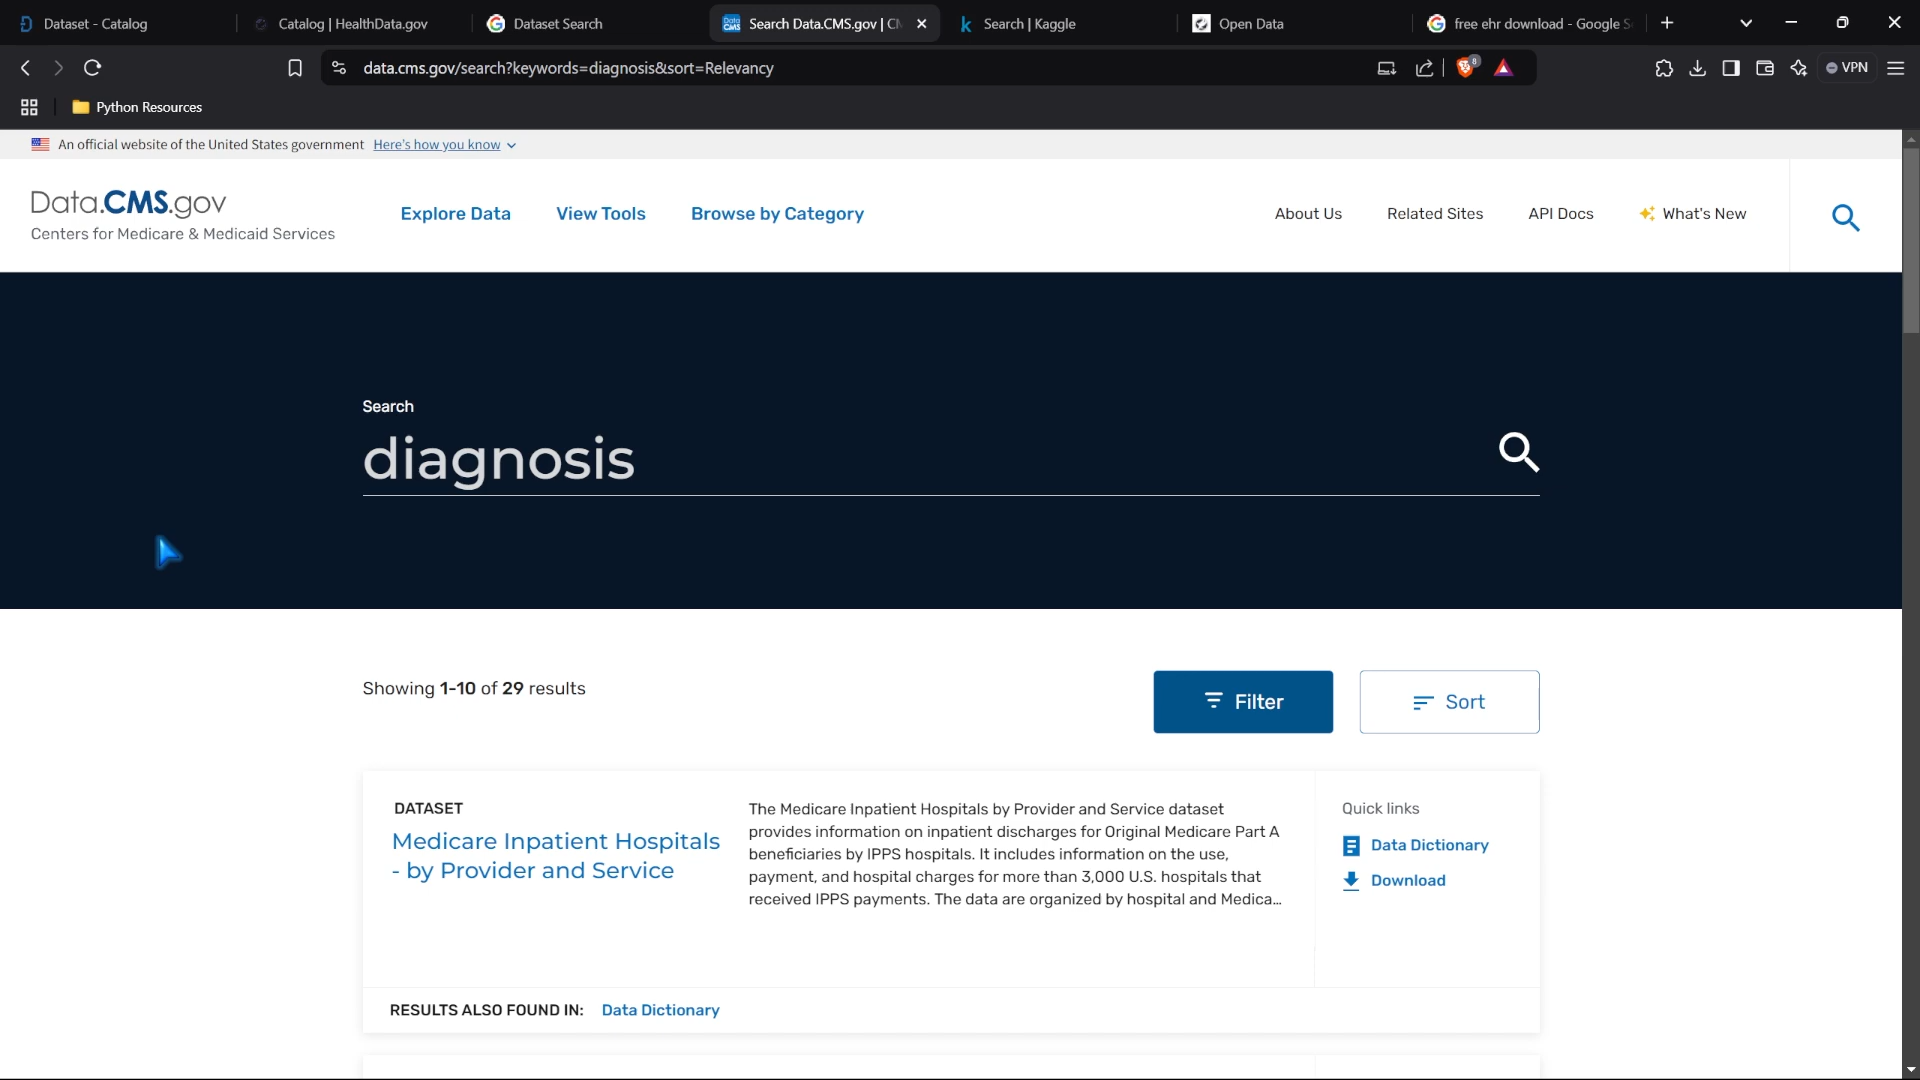 Dataset - Catalog
Catalog | HealthData.gov
Dataset Search
Search Data.CMS.gov |
Search | Kaggle
Open Data
free ehr download - Google
data.cms.gov/search?keywords=diagnosis&sort=Relevancy
8
VPN
Python Resources
An official website of the United States government Here's how you know
Data.CMS.gov
Centers for Medicare & Medicaid Services
Explore Data
View Tools
Browse by Category
About Us
Related Sites
API Docs
What's New
Search
diagnosis
Showing 1-10 of 29 results
Filter
Sort
DATASET
Medicare Inpatient Hospitals
- by Provider and Service
The Medicare Inpatient Hospitals by Provider and Service dataset
provides information on inpatient discharges for Original Medicare Part A
beneficiaries by IPPS hospitals. It includes information on the use,
payment, and hospital charges for more than 3,000 U.S. hospitals that
received IPPS payments. The data are organized by hospital and Medica...
Quick links
Data Dictionary
Download
RESULTS ALSO FOUND IN: Data Dictionary